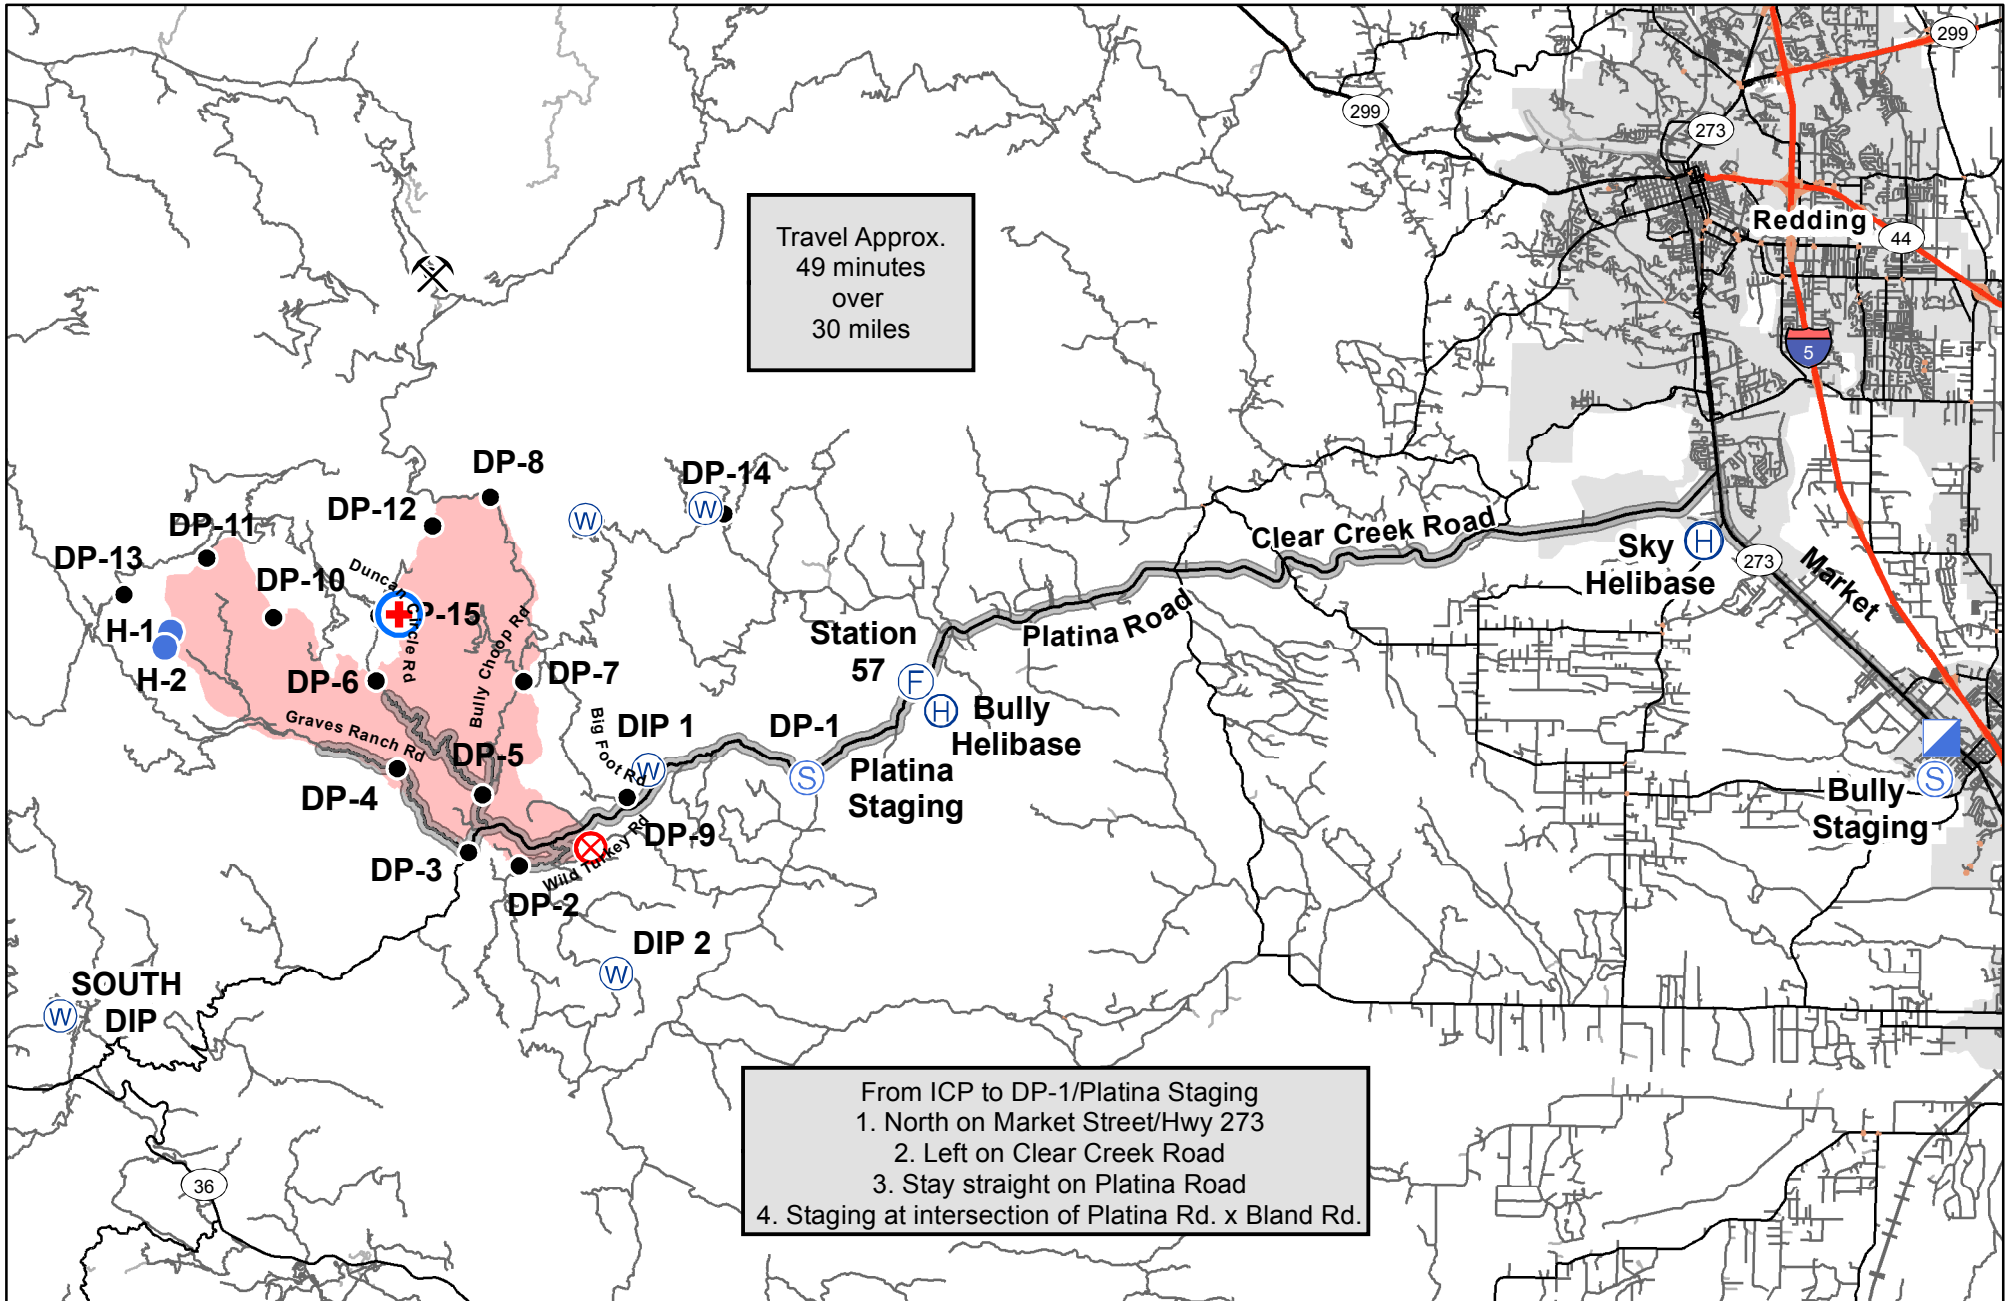 299
299
273
Redding
44
Travel Approx.
49 minutes
over
30 miles
5
DP-8
DP-14
W
W
DP-12
DP-11
Clear Creek Road
DP-13
DP-10
Duncan Circle Rd
Sky
Helibase
H
273
Market
P-15
H-1
H-2
Bully Choop Rd
Station
57
Platina Road
F
DP-6
DP-7
H
Bully
Helibase
Graves Ranch Rd
Big Foot Rd
DIP 1
W
DP-1
S
Platina
Staging
DP-5
DP-4
Bully
Staging
S
DP-9
Wild Turkey Rd
DP-3
DP-2
DIP 2
W
SOUTH
DIP
W
From ICP to DP-1/Platina Staging
1. North on Market Street/Hwy 273
2. Left on Clear Creek Road
3. Stay straight on Platina Road
4. Staging at intersection of Platina Rd. x Bland Rd.
36